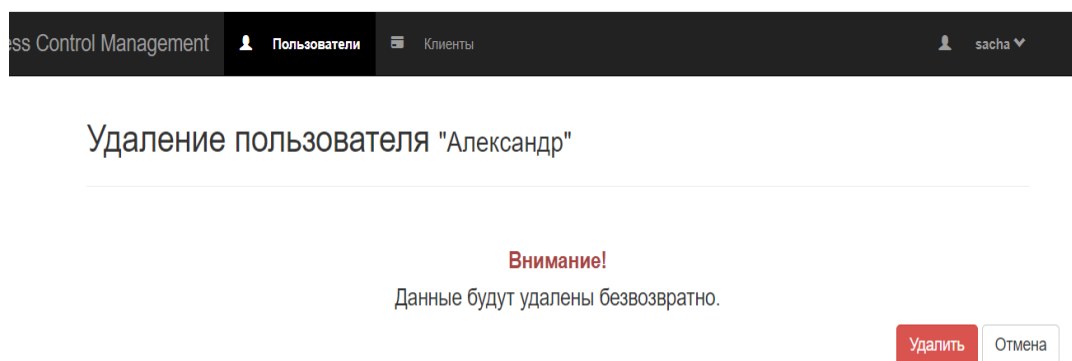 ess Control Management Пользователи Клиенты sacha
Удаление пользователя "Александр"
Внимание!
Данные будут удалены безвозвратно.
Удалить Отмена